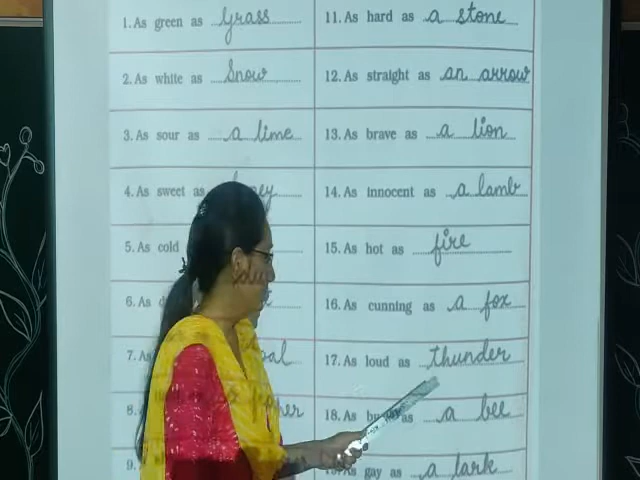 1. As green as Grass
2. As white as Snow
3. As sour as a lime
4. As sweet as
5. As cold
6. As
7. As
8.
9.
11. As hard as a stone
12. As straight as an arrow
13. As brave as a lion
14. As innocent as a lamb
15. As hot as fire
16. As cunning as a fox
17. As loud as thunder
18. As as a bee
19. As gay as a lark